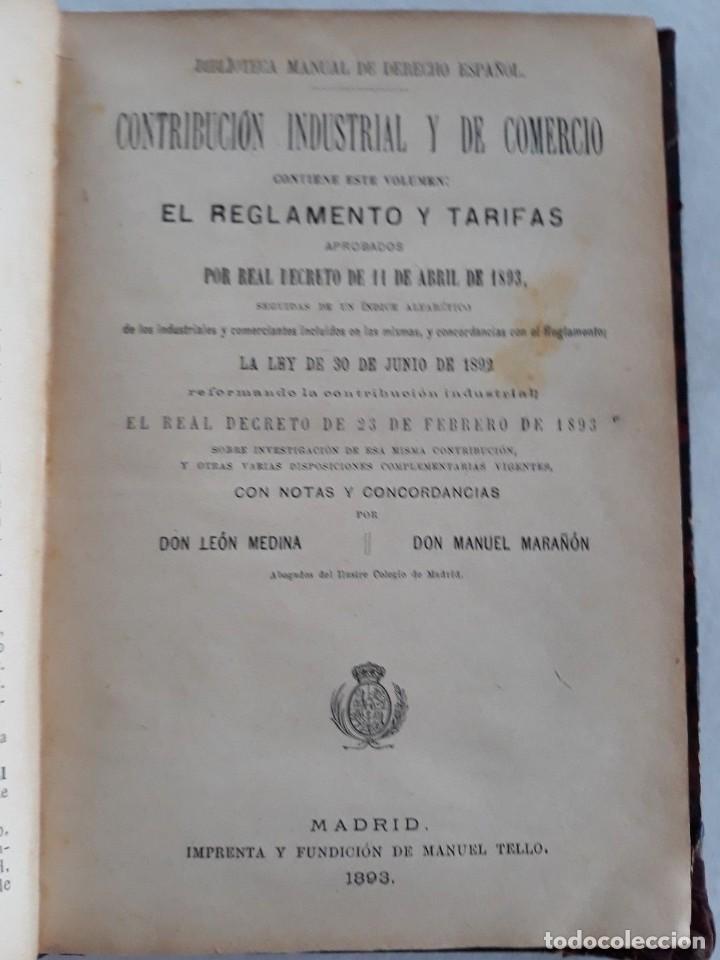 BIBLIOTECA MANUAL DE DERECHO ESPAÑOL.
CONTRIBUCIÓN INDUSTRIAL Y DE COMERCIO
CONTIENE ESTE VOLUMEN:
EL REGLAMENTO Y TARIFAS
APROBADOS
POR REAL DECRETO DE 11 DE ABRIL DE 1893,
SEGUIDAS DE UN ÍNDICE ALFABÉTICO
de los industriales y comerciantes incluidos en las mismas, y concordancias con el Reglamento;
LA LEY DE 30 DE JUNIO DE 1892
reformando la contribución industrial;
EL REAL DECRETO DE 23 DE FEBRERO DE 1893
SOBRE INVESTIGACIÓN DE ESA MISMA CONTRIBUCIÓN,
Y OTRAS VARIAS DISPOSICIONES COMPLEMENTARIAS VIGENTES,
CON NOTAS Y CONCORDANCIAS
POR
DON LEÓN MEDINA DON MANUEL MARAÑÓN
Abogados del Ilustre Colegio de Madrid.
MADRID.
IMPRENTA Y FUNDICIÓN DE MANUEL TELLO.
1893.
todocoleccion